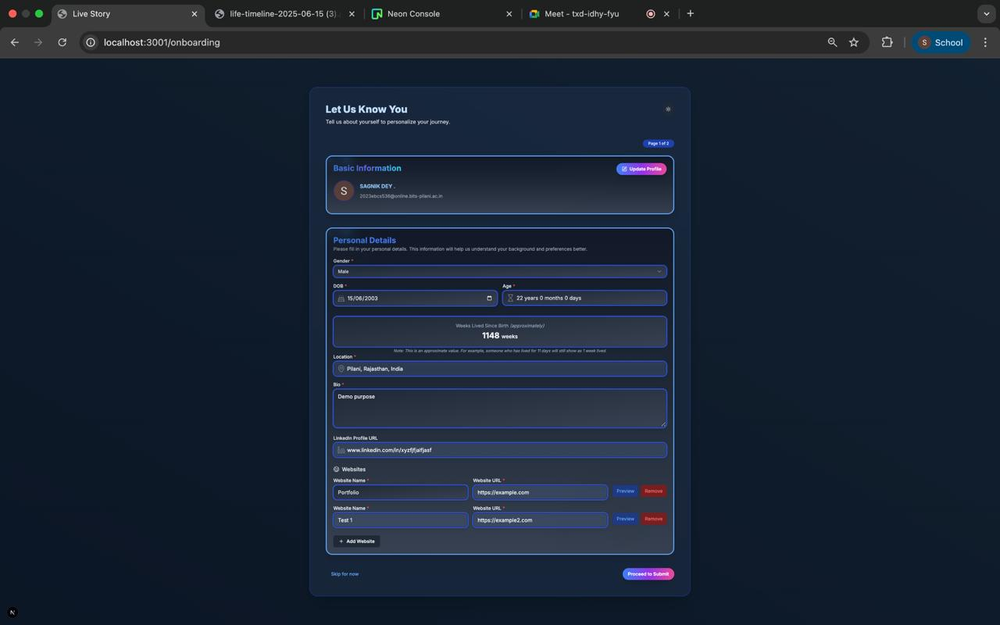 Live Story
life-timeline-2025-06-15 (3).
Neon Console
Meet - txd-idhy-fyu
localhost:3001/onboarding
S
School
Let Us Know You
Tell us about yourself to personalize your journey.
Page 1 of 2
Basic Information
Update Profile
S
SAGNIK DEY .
2023ebcs536@online.bits-pilani.ac.in
Personal Details
Please fill in your personal details. This information will help us understand your background and preferences better.
Gender *
Male
DOB *
Age *
15/06/2003
22 years 0 months 0 days
Weeks Lived Since Birth (approximately)
1148 weeks
Note: This is an approximate value. For example, someone who has lived for 11 days will still show as 1 week lived.
Location *
Pilani, Rajasthan, India
Bio *
Demo purpose
LinkedIn Profile URL
www.linkedin.com/in/xyzfjfjalfjasf
Websites
Website Name *
Website URL *
Portfolio
https://example.com
Preview
Remove
Website Name *
Website URL *
Test 1
https://example2.com
Preview
Remove
+ Add Website
Skip for now
Proceed to Submit
N